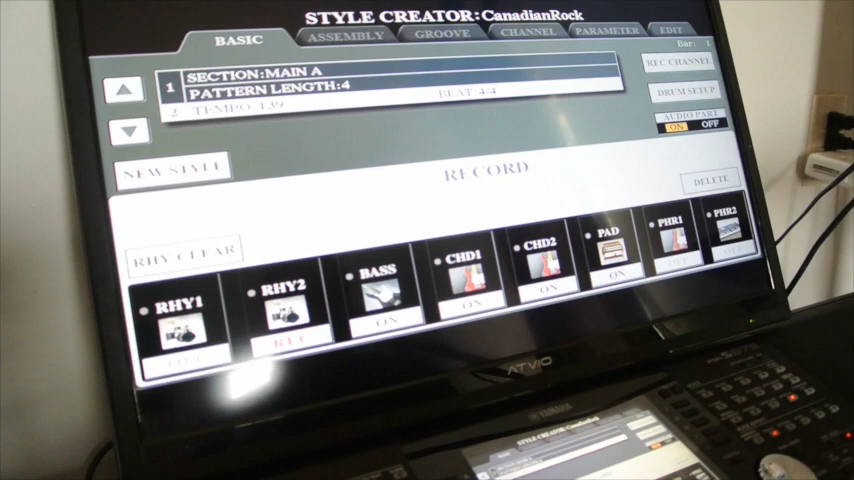 STYLE CREATOR:CanadianRock
BASIC ASSEMBLY GROOVE CHANNEL PARAMETER EDIT
Bar: 1
1 SECTION:MAIN A
PATTERN LENGTH:4
2 TEMPO:139 BEAT:4/4
REC CHANNEL
DRUM SETUP
AUDIO PART
ON OFF
NEW STYLE
RECORD
DELETE
RHY CLEAR
RHY1 RHY2 BASS CHD1 CHD2 PAD PHR1 PHR2
OFF REC ON ON ON ON OFF
ATVIO
YAMAHA
STYLE CREATOR:CanadianRock